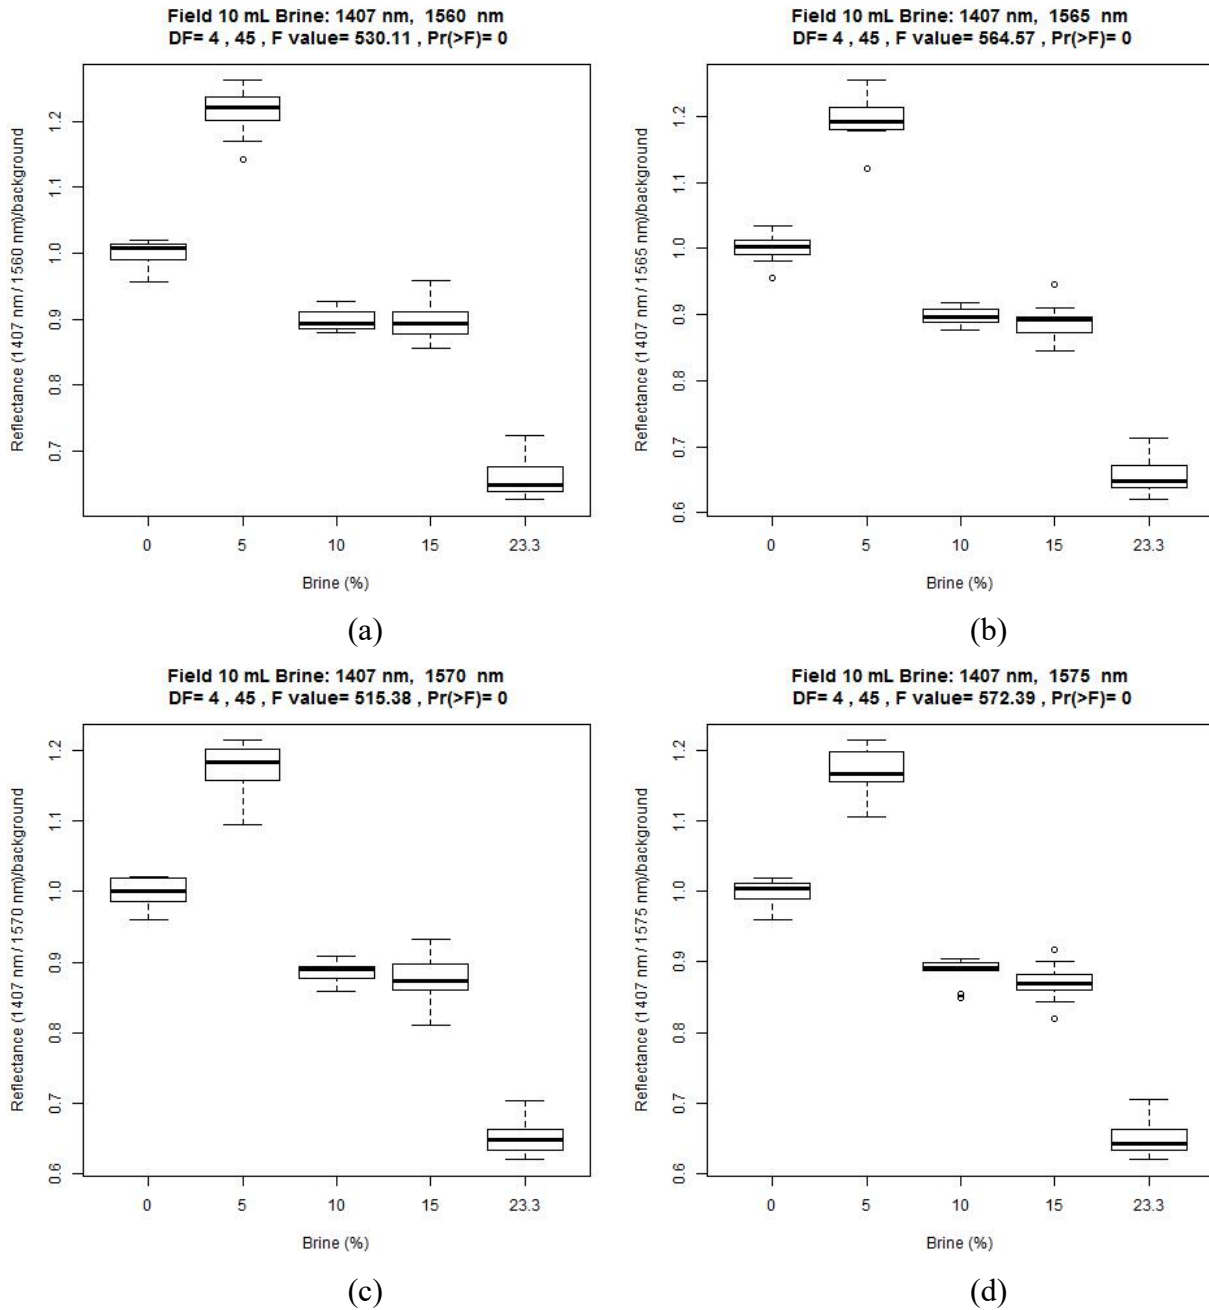 Field 10 mL Brine: 1407 nm,  1560  nm
DF= 4 , 45 , F value= 530.11 , Pr(>F)= 0
Reflectance (1407 nm / 1560 nm)/background
1.2
1.1
1.0
0.9
0.8
0.7
0 5 10 15 23.3
Brine (%)
(a)
Field 10 mL Brine: 1407 nm,  1565  nm
DF= 4 , 45 , F value= 564.57 , Pr(>F)= 0
Reflectance (1407 nm / 1565 nm)/background
1.2
1.1
1.0
0.9
0.8
0.7
0.6
0 5 10 15 23.3
Brine (%)
(b)
Field 10 mL Brine: 1407 nm,  1570  nm
DF= 4 , 45 , F value= 515.38 , Pr(>F)= 0
Reflectance (1407 nm / 1570 nm)/background
1.2
1.1
1.0
0.9
0.8
0.7
0.6
0 5 10 15 23.3
Brine (%)
(c)
Field 10 mL Brine: 1407 nm,  1575  nm
DF= 4 , 45 , F value= 572.39 , Pr(>F)= 0
Reflectance (1407 nm / 1575 nm)/background
1.2
1.1
1.0
0.9
0.8
0.7
0.6
0 5 10 15 23.3
Brine (%)
(d)